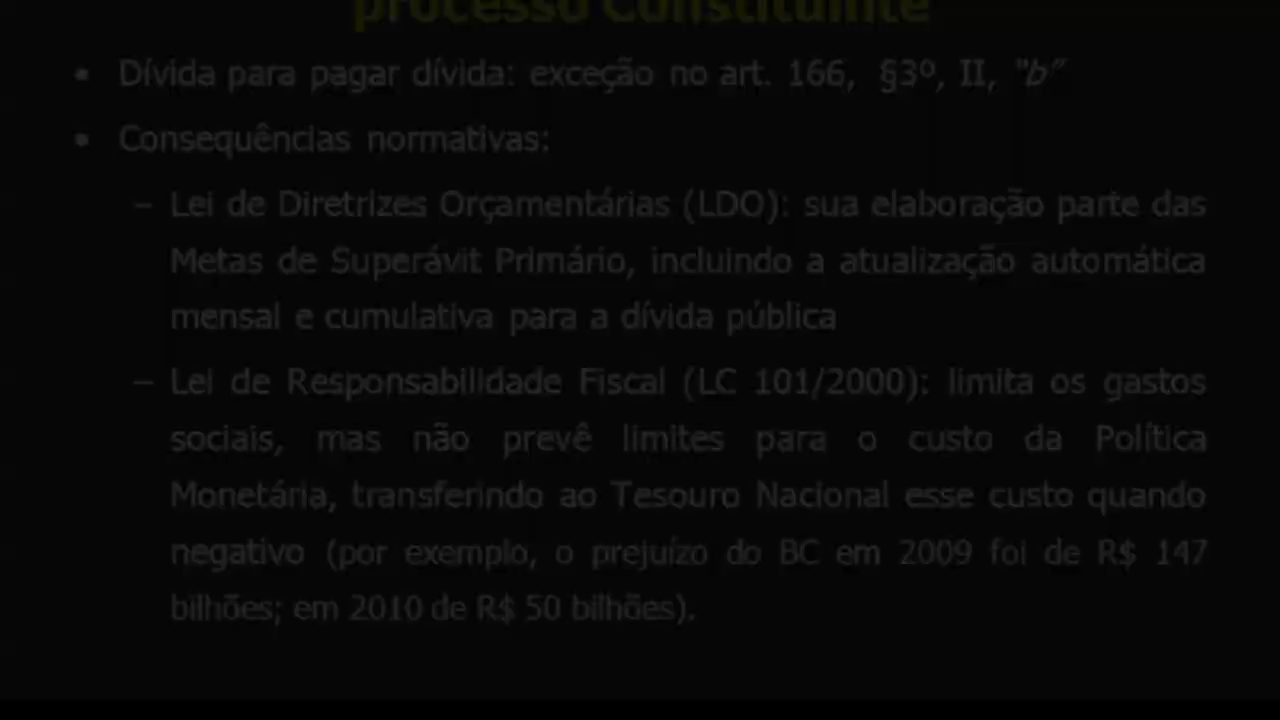 processo Constituinte
• Dívida para pagar dívida: exceção no art. 166, §3º, II, "b"
• Consequências normativas:
– Lei de Diretrizes Orçamentárias (LDO): sua elaboração parte das
Metas de Superávit Primário, incluindo a atualização automática
mensal e cumulativa para a dívida pública
– Lei de Responsabilidade Fiscal (LC 101/2000): limita os gastos
sociais, mas não prevê limites para o custo da Política
Monetária, transferindo ao Tesouro Nacional esse custo quando
negativo (por exemplo, o prejuízo do BC em 2009 foi de R$ 147
bilhões; em 2010 de R$ 50 bilhões).